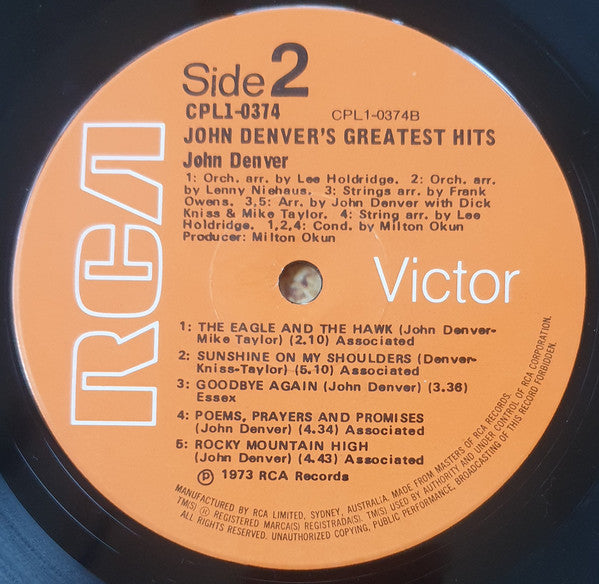 Side 2
CPL1-0374 CPL1-0374B
JOHN DENVER'S GREATEST HITS
John Denver
1: Orch. arr. by Lee Holdridge. 2: Orch. arr.
by Lenny Niehaus. 3: Strings arr. by Frank
Owens. 3,5: Arr. by John Denver with Dick
Kniss & Mike Taylor. 4: String arr. by Lee
Holdridge. 1,2,4: Cond. by Milton Okun
Producer: Milton Okun
RCA
Victor
1: THE EAGLE AND THE HAWK (John Denver-
Mike Taylor) (2.10) Associated
2: SUNSHINE ON MY SHOULDERS (Denver-
Kniss-Taylor) (5.10) Associated
3: GOODBYE AGAIN (John Denver) (3.36)
Essex
4: POEMS, PRAYERS AND PROMISES
(John Denver) (4.34) Associated
5: ROCKY MOUNTAIN HIGH
(John Denver) (4.43) Associated
℗ 1973 RCA Records
MANUFACTURED BY RCA LIMITED, SYDNEY, AUSTRALIA. MADE FROM MASTERS OF RCA RECORDS.
TM(S) ® REGISTERED MARCA(S) REGISTRADA(S). TM(S) USED BY AUTHORITY AND UNDER CONTROL OF RCA CORPORATION.
ALL RIGHTS RESERVED. UNAUTHORIZED COPYING, PUBLIC PERFORMANCE, BROADCASTING OF THIS RECORD FORBIDDEN.